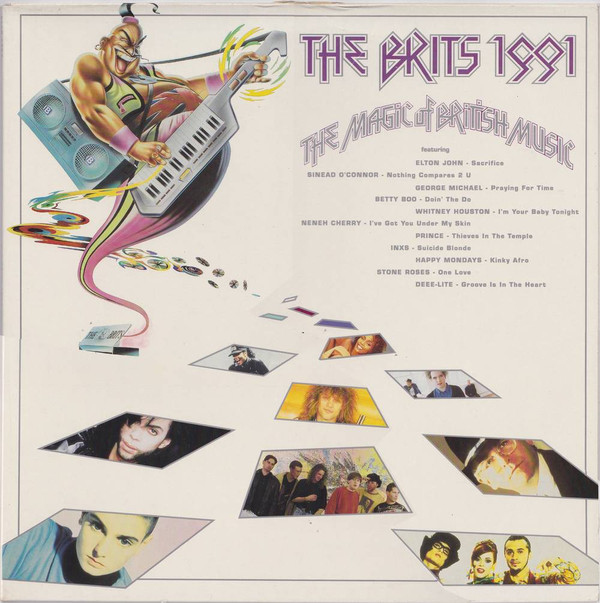 THE BRITS 1991
THE MAGIC of BRITISH MUSIC
featuring
ELTON JOHN - Sacrifice
SINEAD O'CONNOR - Nothing Compares 2 U
GEORGE MICHAEL - Praying For Time
BETTY BOO - Doin' The Do
WHITNEY HOUSTON - I'm Your Baby Tonight
NENEH CHERRY - I've Got You Under My Skin
PRINCE - Thieves In The Temple
INXS - Suicide Blonde
HAPPY MONDAYS - Kinky Afro
STONE ROSES - One Love
DEEE-LITE - Groove Is In The Heart